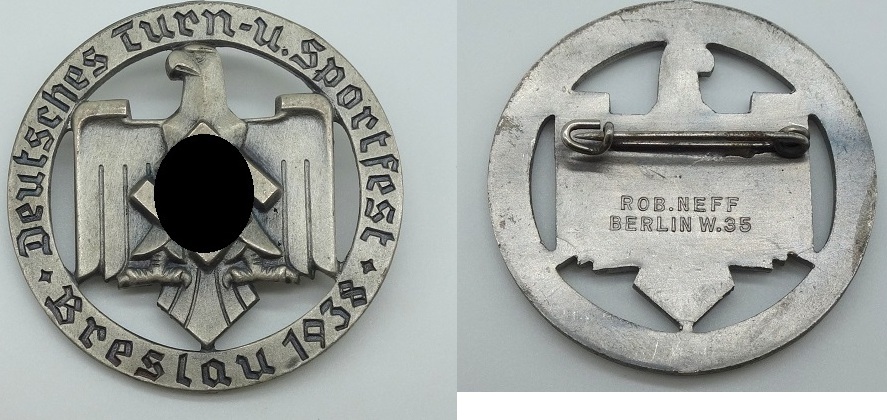 Deutsches Turn-u. Sportfest
Breslau 1938
ROB.NEFF
BERLIN W.35